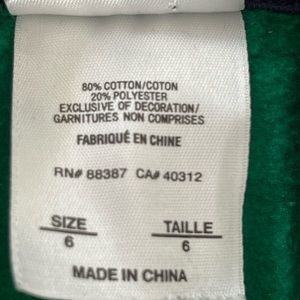 80% COTTON/COTON
20% POLYESTER
EXCLUSIVE OF DECORATION/
GARNITURES NON COMPRISES
FABRIQUÉ EN CHINE
RN# 88387 CA# 40312
SIZE TAILLE
6 6
MADE IN CHINA